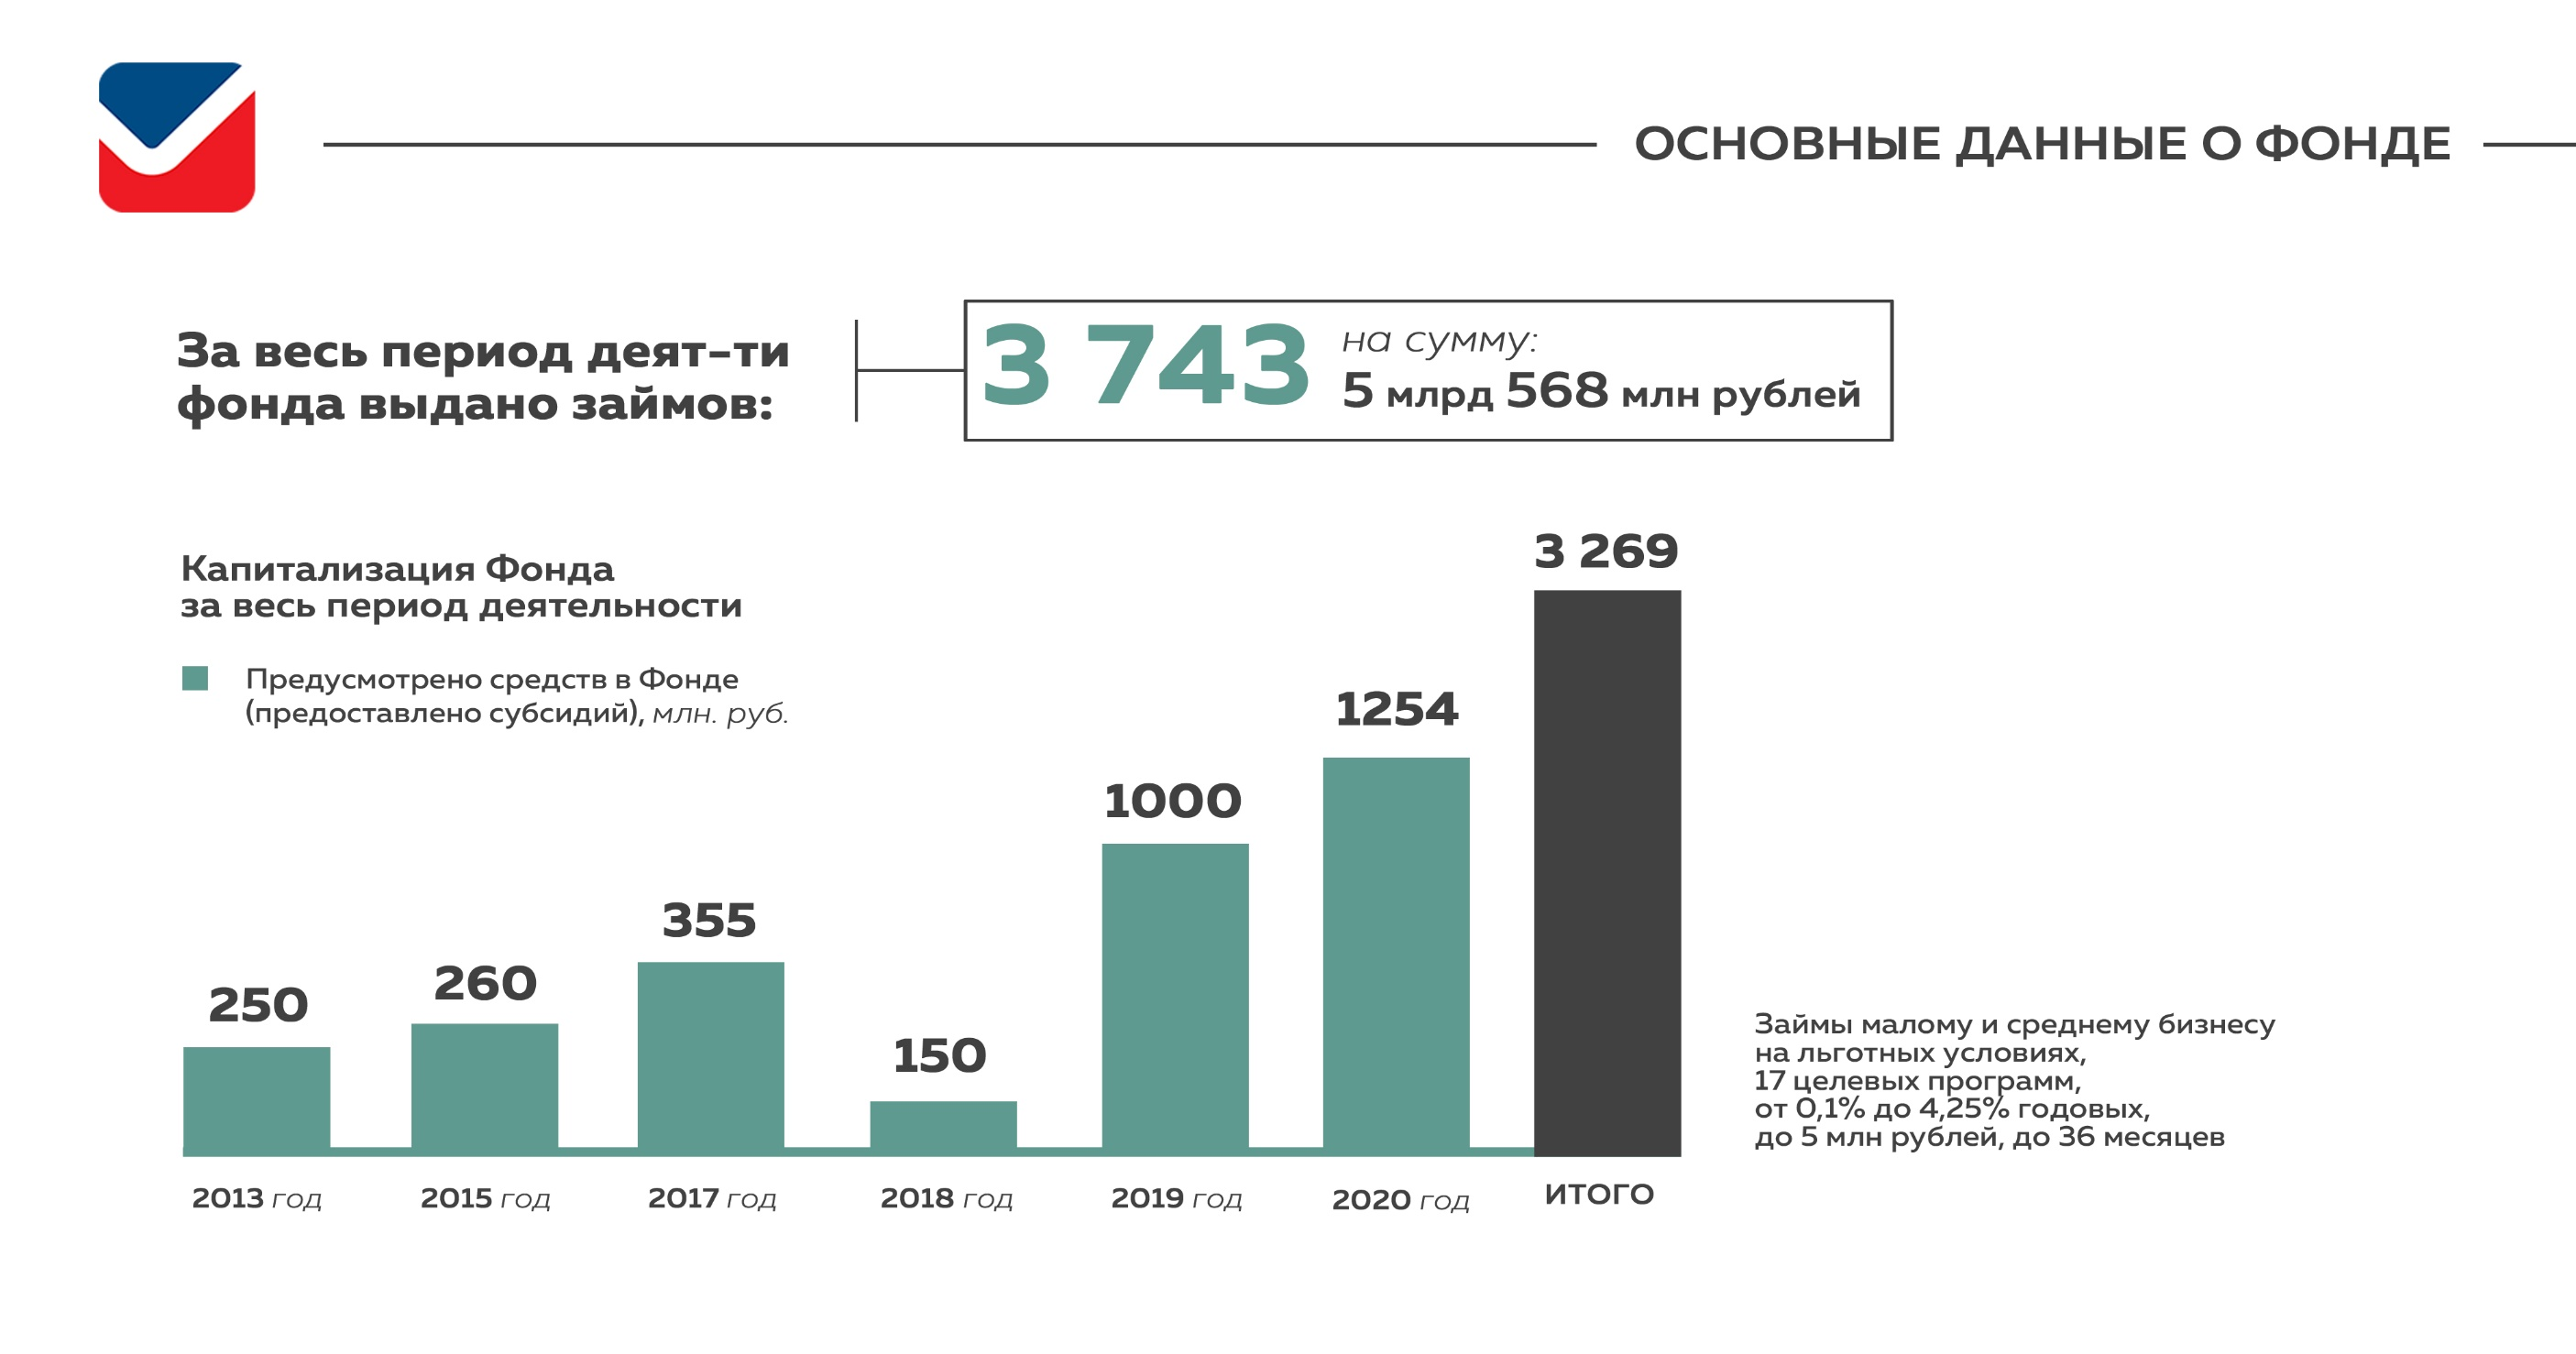 ОСНОВНЫЕ ДАННЫЕ О ФОНДЕ
За весь период деят-ти
фонда выдано займов:
3 743
на сумму:
5 млрд 568 млн рублей
Капитализация Фонда
за весь период деятельности
Предусмотрено средств в Фонде
(предоставлено субсидий), млн. руб.
250
260
355
150
1000
1254
3 269
2013 год
2015 год
2017 год
2018 год
2019 год
2020 год
ИТОГО
Займы малому и среднему бизнесу
на льготных условиях,
17 целевых программ,
от 0,1% до 4,25% годовых,
до 5 млн рублей, до 36 месяцев